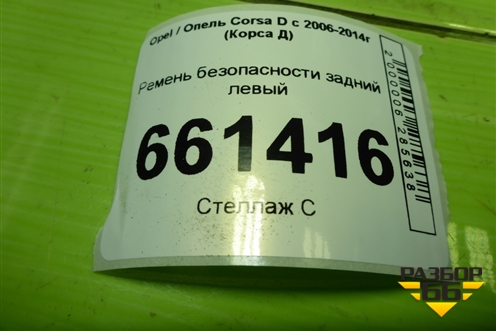 Opel / Опель Corsa D с 2006-2014г
(Корса Д)
Ремень безопасности задний
левый
661416
Стеллаж С
2000006285638
РАЗБОР
66